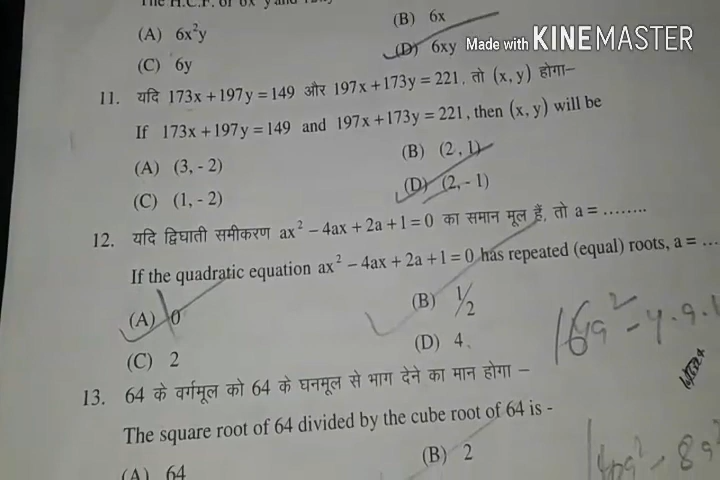 The H.C.F. of 6x
(A) 6x²y
(B) 6x
(C) 6y
(D) 6xy
Made with KINEMASTER
11. यदि 173x + 197y = 149 और 197x + 173y = 221, तो (x, y) होगा–
If 173x + 197y = 149 and 197x + 173y = 221, then (x, y) will be
(A) (3, - 2)
(B) (2, 1)
(C) (1, - 2)
(D) (2, - 1)
12. यदि द्विघाती समीकरण ax² – 4ax + 2a + 1 = 0 का समान मूल हैं, तो a = ........
If the quadratic equation ax² – 4ax + 2a + 1 = 0 has repeated (equal) roots, a = ...
(A) 0
(B) 1/2
(C) 2
(D) 4
13. 64 के वर्गमूल को 64 के घनमूल से भाग देने का मान होगा –
The square root of 64 divided by the cube root of 64 is -
(A) 64
(B) 2